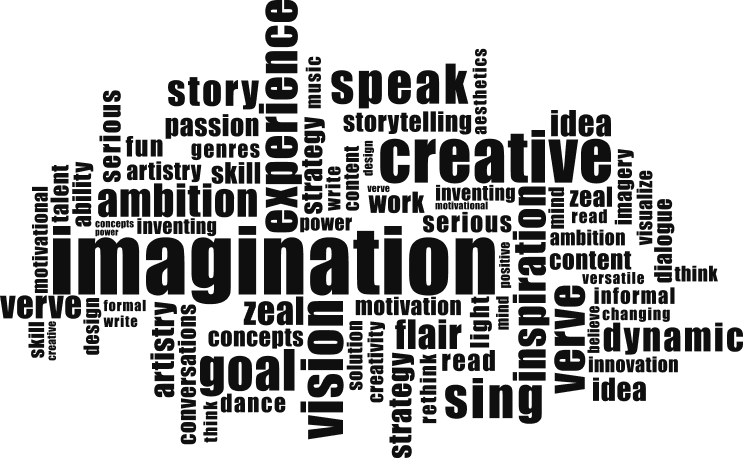 experience
story
speak
music
aesthetics
passion
storytelling
idea
serious
fun
genres
strategy
write
content
design
creative
artistry
skill
talent
ability
ambition
verve
work
inventing
motivational
mind
zeal
imagery
visualize
read
motivational
concepts
power
inventing
power
serious
inspiration
ambition
dialogue
imagination
positive
content
versatile
think
verve
formal
write
skill
creative
design
artistry
conversations
zeal
concepts
vision
motivation
light
mind
verve
informal
changing
believe
dynamic
solution
creativity
flair
read
goal
strategy
rethink
innovation
think
dance
sing
idea